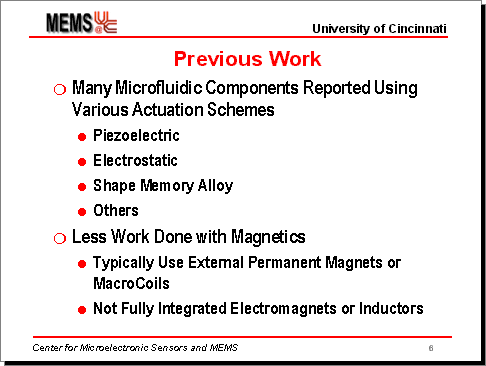 MEMS UC @
University of Cincinnati
Previous Work
Many Microfluidic Components Reported Using
Various Actuation Schemes
Piezoelectric
Electrostatic
Shape Memory Alloy
Others
Less Work Done with Magnetics
Typically Use External Permanent Magnets or
MacroCoils
Not Fully Integrated Electromagnets or Inductors
Center for Microelectronic Sensors and MEMS
6